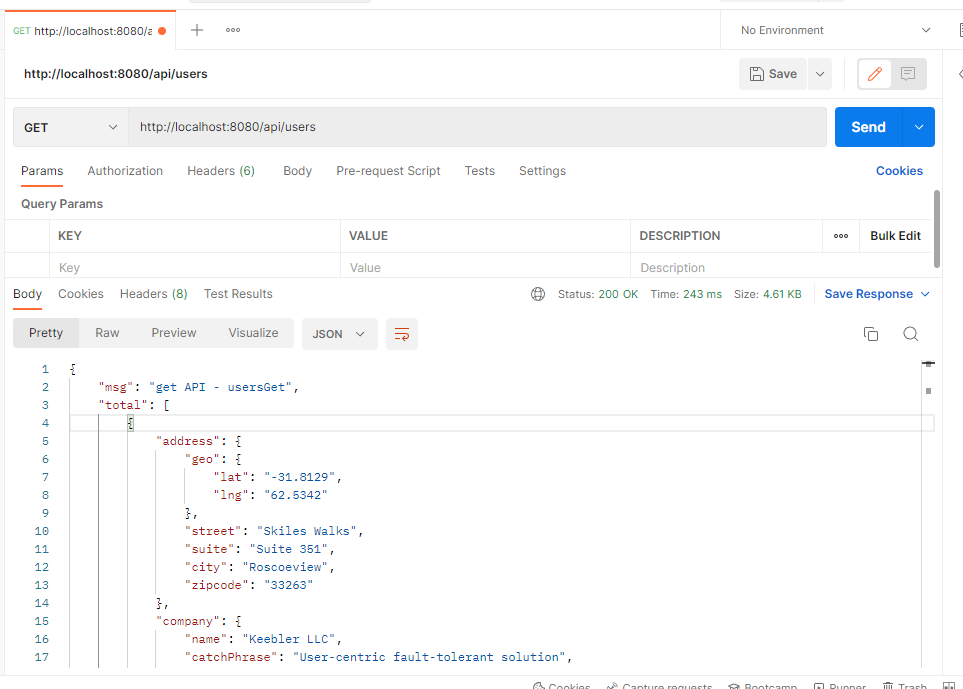 GET http://localhost:8080/a
No Environment
http://localhost:8080/api/users
Save
GET http://localhost:8080/api/users Send
Params Authorization Headers (6) Body Pre-request Script Tests Settings Cookies
Query Params
KEY VALUE DESCRIPTION Bulk Edit
Key Value Description
Body Cookies Headers (8) Test Results Status: 200 OK Time: 243 ms Size: 4.61 KB Save Response
Pretty Raw Preview Visualize JSON
1 {
2 "msg": "get API - usersGet",
3 "total": [
4 {
5 "address": {
6 "geo": {
7 "lat": "-31.8129",
8 "lng": "62.5342"
9 },
10 "street": "Skiles Walks",
11 "suite": "Suite 351",
12 "city": "Roscoeview",
13 "zipcode": "33263"
14 },
15 "company": {
16 "name": "Keebler LLC",
17 "catchPhrase": "User-centric fault-tolerant solution",
Cookies Capture requests Bootcamp Runner Trash